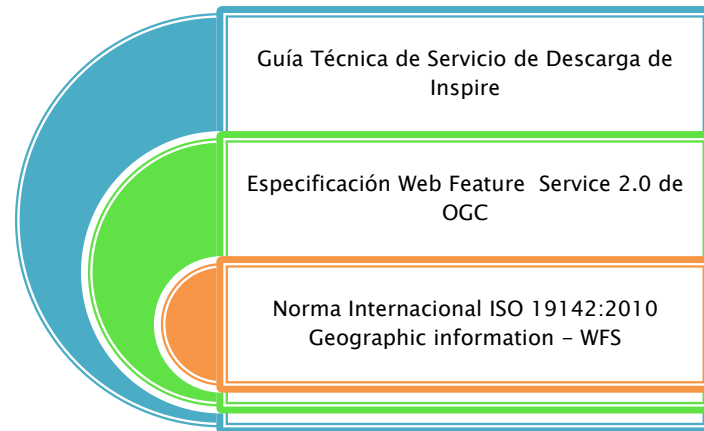 Guía Técnica de Servicio de Descarga de
Inspire
Especificación Web Feature  Service 2.0 de
OGC
Norma Internacional ISO 19142:2010
Geographic information – WFS